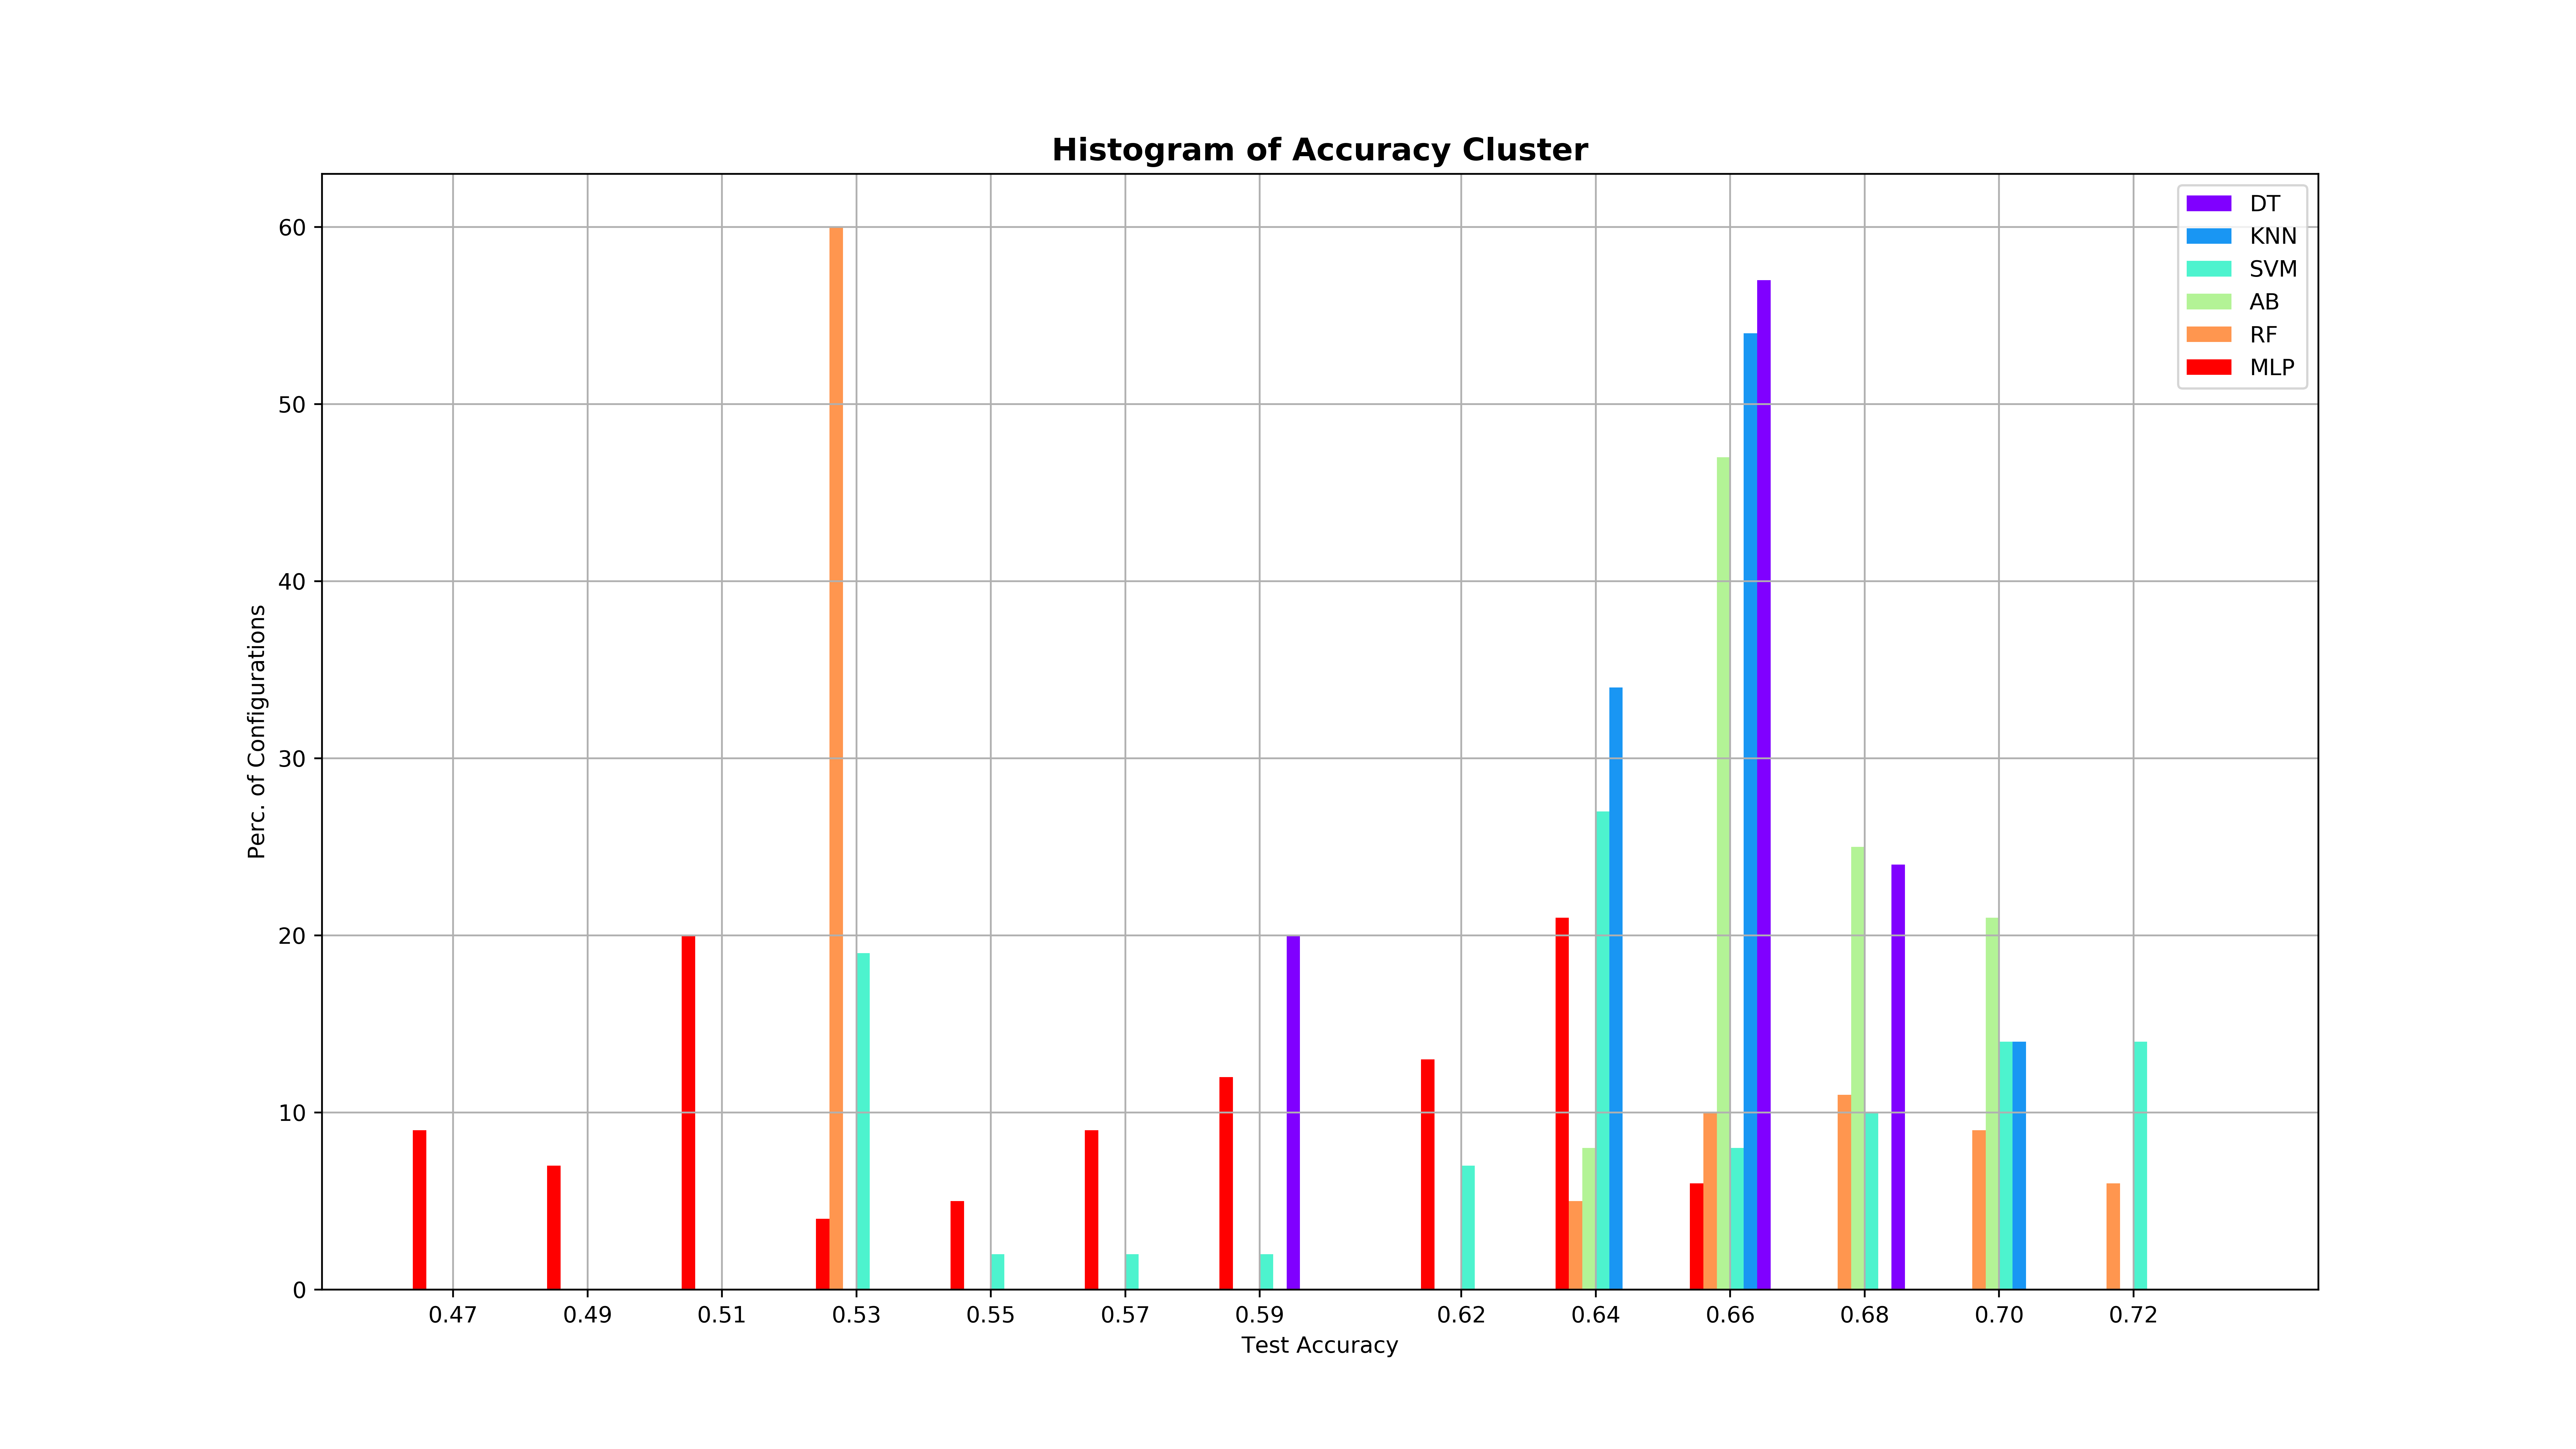 Histogram of Accuracy Cluster
DT
KNN
SVM
AB
RF
MLP
60
50
40
30
20
10
0
Perc. of Configurations
0.47 0.49 0.51 0.53 0.55 0.57 0.59 0.62 0.64 0.66 0.68 0.70 0.72
Test Accuracy